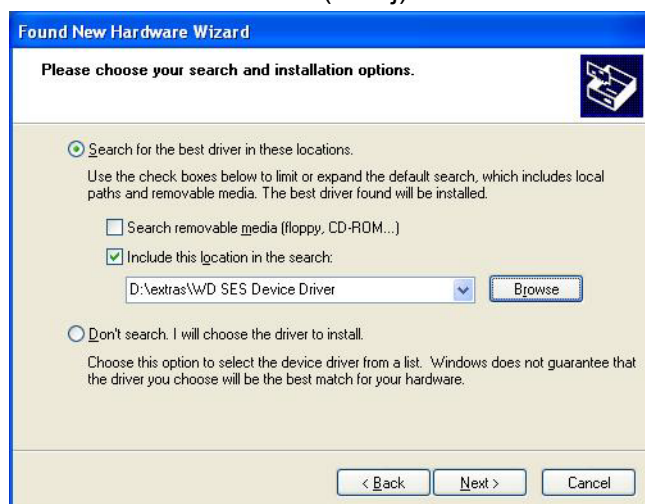 Found New Hardware Wizard
Please choose your search and installation options.
Search for the best driver in these locations.
Use the check boxes below to limit or expand the default search, which includes local
paths and removable media. The best driver found will be installed.
Search removable media (floppy, CD-ROM...)
Include this location in the search:
D:\extras\WD SES Device Driver
Browse
Don't search. I will choose the driver to install.
Choose this option to select the device driver from a list. Windows does not guarantee that
the driver you choose will be the best match for your hardware.
< Back
Next >
Cancel